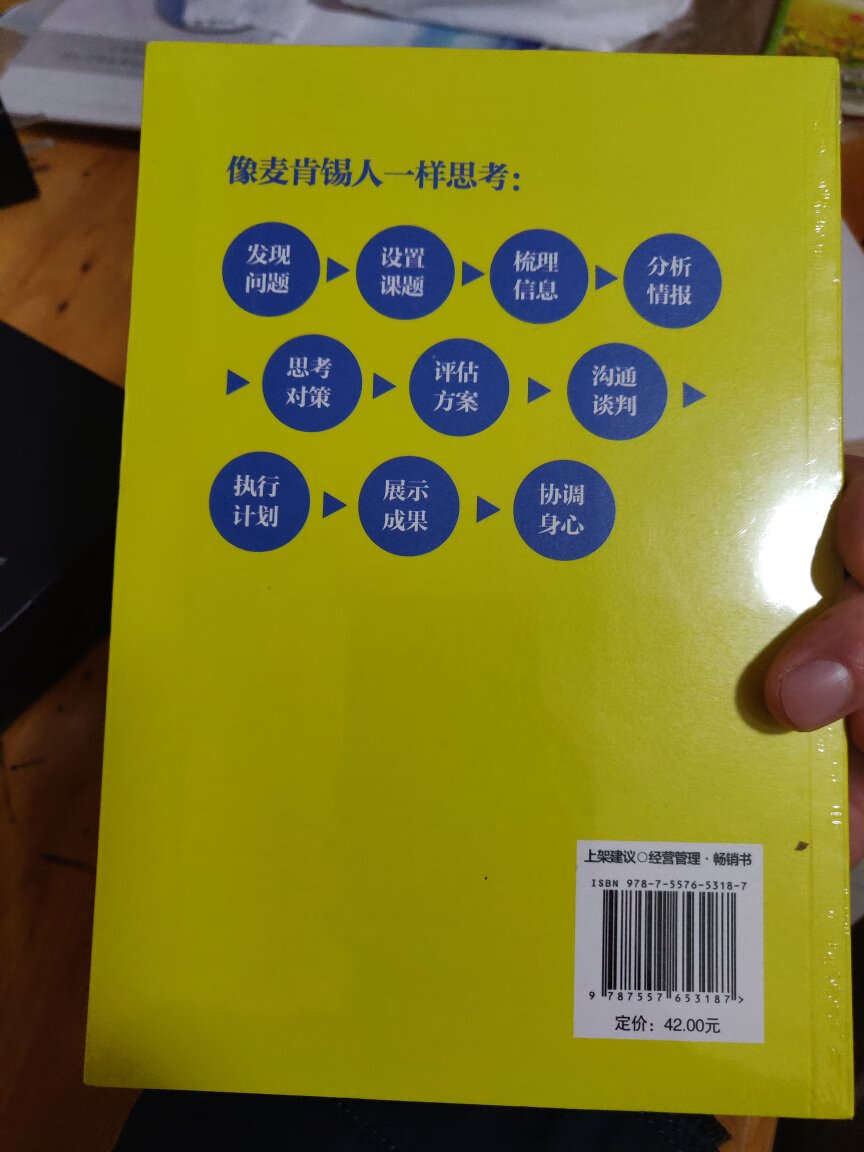 像麦肯锡人一样思考：
发现
问题
设置
课题
梳理
信息
分析
情报
思考
对策
评估
方案
沟通
谈判
执行
计划
展示
成果
协调
身心
上架建议○经营管理·畅销书
ISBN 978-7-5576-5318-7
9 787557 653187>
定价：42.00元